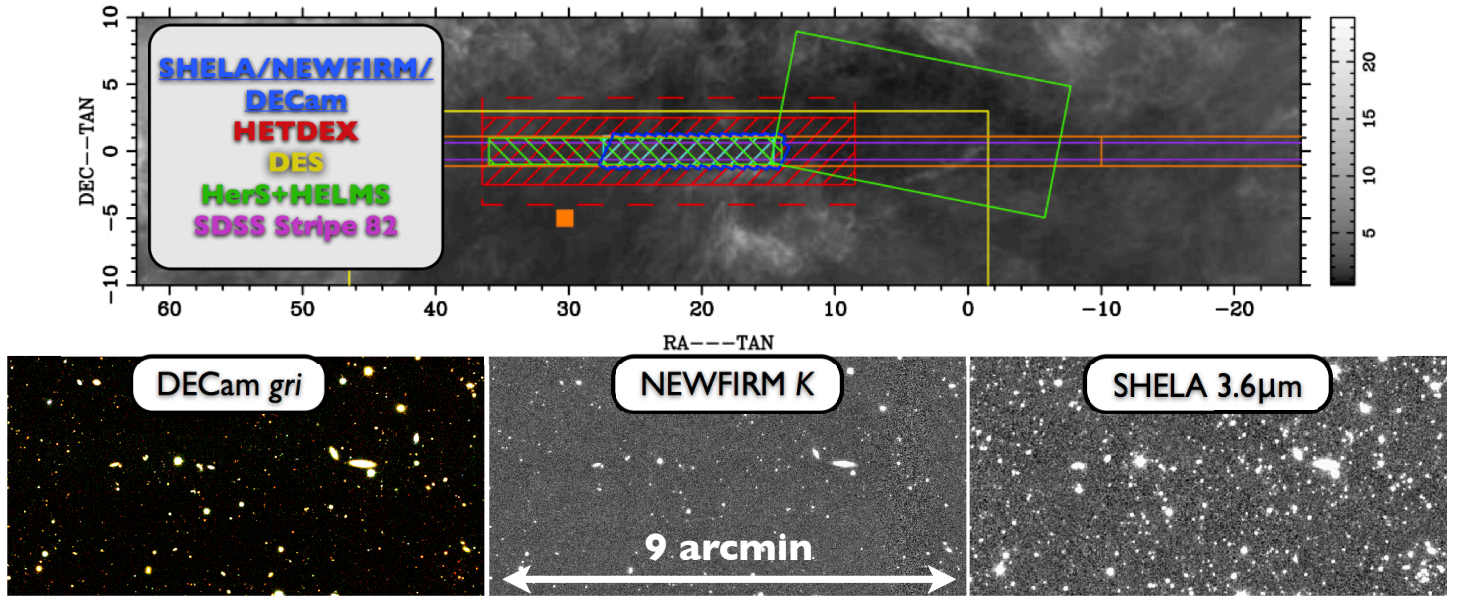 SHELA/NEWFIRM/
DECam
HETDEX
DES
HerS+HELMS
SDSS Stripe 82
DEC--TAN
10
5
0
−5
−10
60
50
40
30
20
10
0
−10
−20
RA---TAN
20
15
10
5
DECam gri
NEWFIRM K
SHELA 3.6μm
9 arcmin